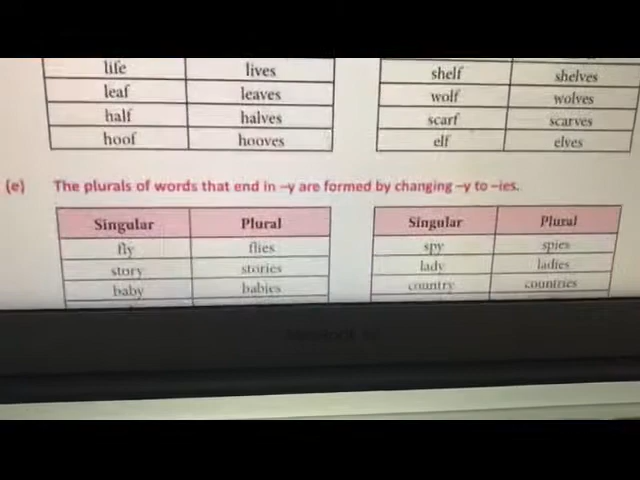 life lives
leaf leaves
half halves
hoof hooves
shelf shelves
wolf wolves
scarf scarves
elf elves
(e) The plurals of words that end in –y are formed by changing –y to –ies.
Singular Plural
fly flies
story stories
baby babies
Singular Plural
spy spies
lady ladies
country countries